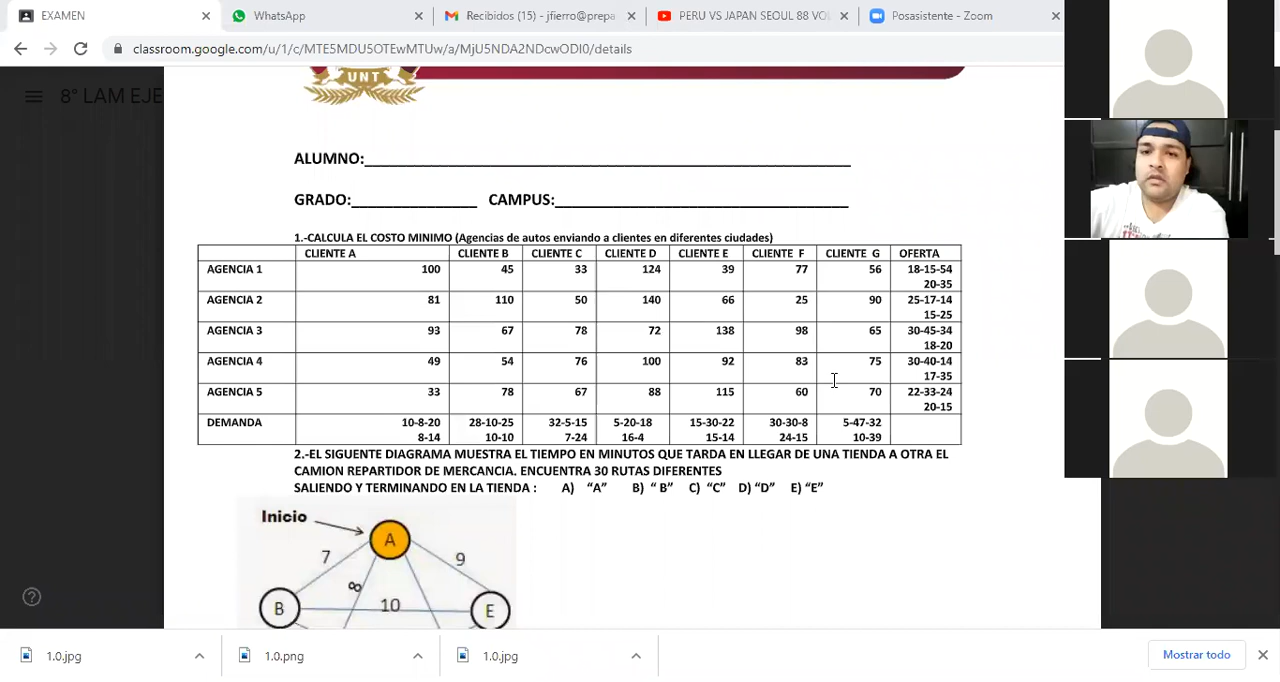 EXAMEN
WhatsApp
Recibidos (15) - jfierro@prepa
PERU VS JAPAN SEOUL 88 VO
Posasistente - Zoom
classroom.google.com/u/1/c/MTE5MDU5OTEwMTUw/a/MjU5NDA2NDcwODI0/details
8° LAM EJE
UNT
ALUMNO:
GRADO: CAMPUS:
1.-CALCULA EL COSTO MINIMO (Agencias de autos enviando a clientes en diferentes ciudades)
CLIENTE A CLIENTE B CLIENTE C CLIENTE D CLIENTE E CLIENTE F CLIENTE G OFERTA
AGENCIA 1 100 45 33 124 39 77 56 18-15-54
20-35
AGENCIA 2 81 110 50 140 66 25 90 25-17-14
15-25
AGENCIA 3 93 67 78 72 138 98 65 30-45-34
18-20
AGENCIA 4 49 54 76 100 92 83 75 30-40-14
17-35
AGENCIA 5 33 78 67 88 115 60 70 22-33-24
20-15
DEMANDA 10-8-20 28-10-25 32-5-15 5-20-18 15-30-22 30-30-8 5-47-32
8-14 10-10 7-24 16-4 15-14 24-15 10-39
2.-EL SIGUENTE DIAGRAMA MUESTRA EL TIEMPO EN MINUTOS QUE TARDA EN LLEGAR DE UNA TIENDA A OTRA EL
CAMION REPARTIDOR DE MERCANCIA. ENCUENTRA 30 RUTAS DIFERENTES
SALIENDO Y TERMINANDO EN LA TIENDA : A) “A” B) “ B” C) “C” D) “D” E) “E”
Inicio
A
7
9
8
B
10
E
1.0.jpg
1.0.png
1.0.jpg
Mostrar todo